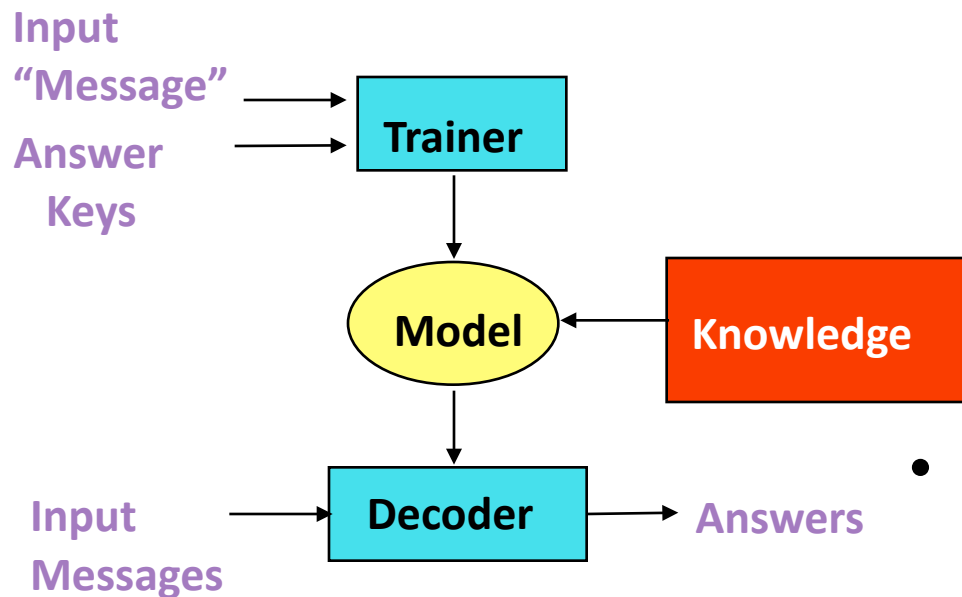 Input
“Message”
Trainer
Answer
Keys
Model
Knowledge
Decoder
Input
Messages
Answers